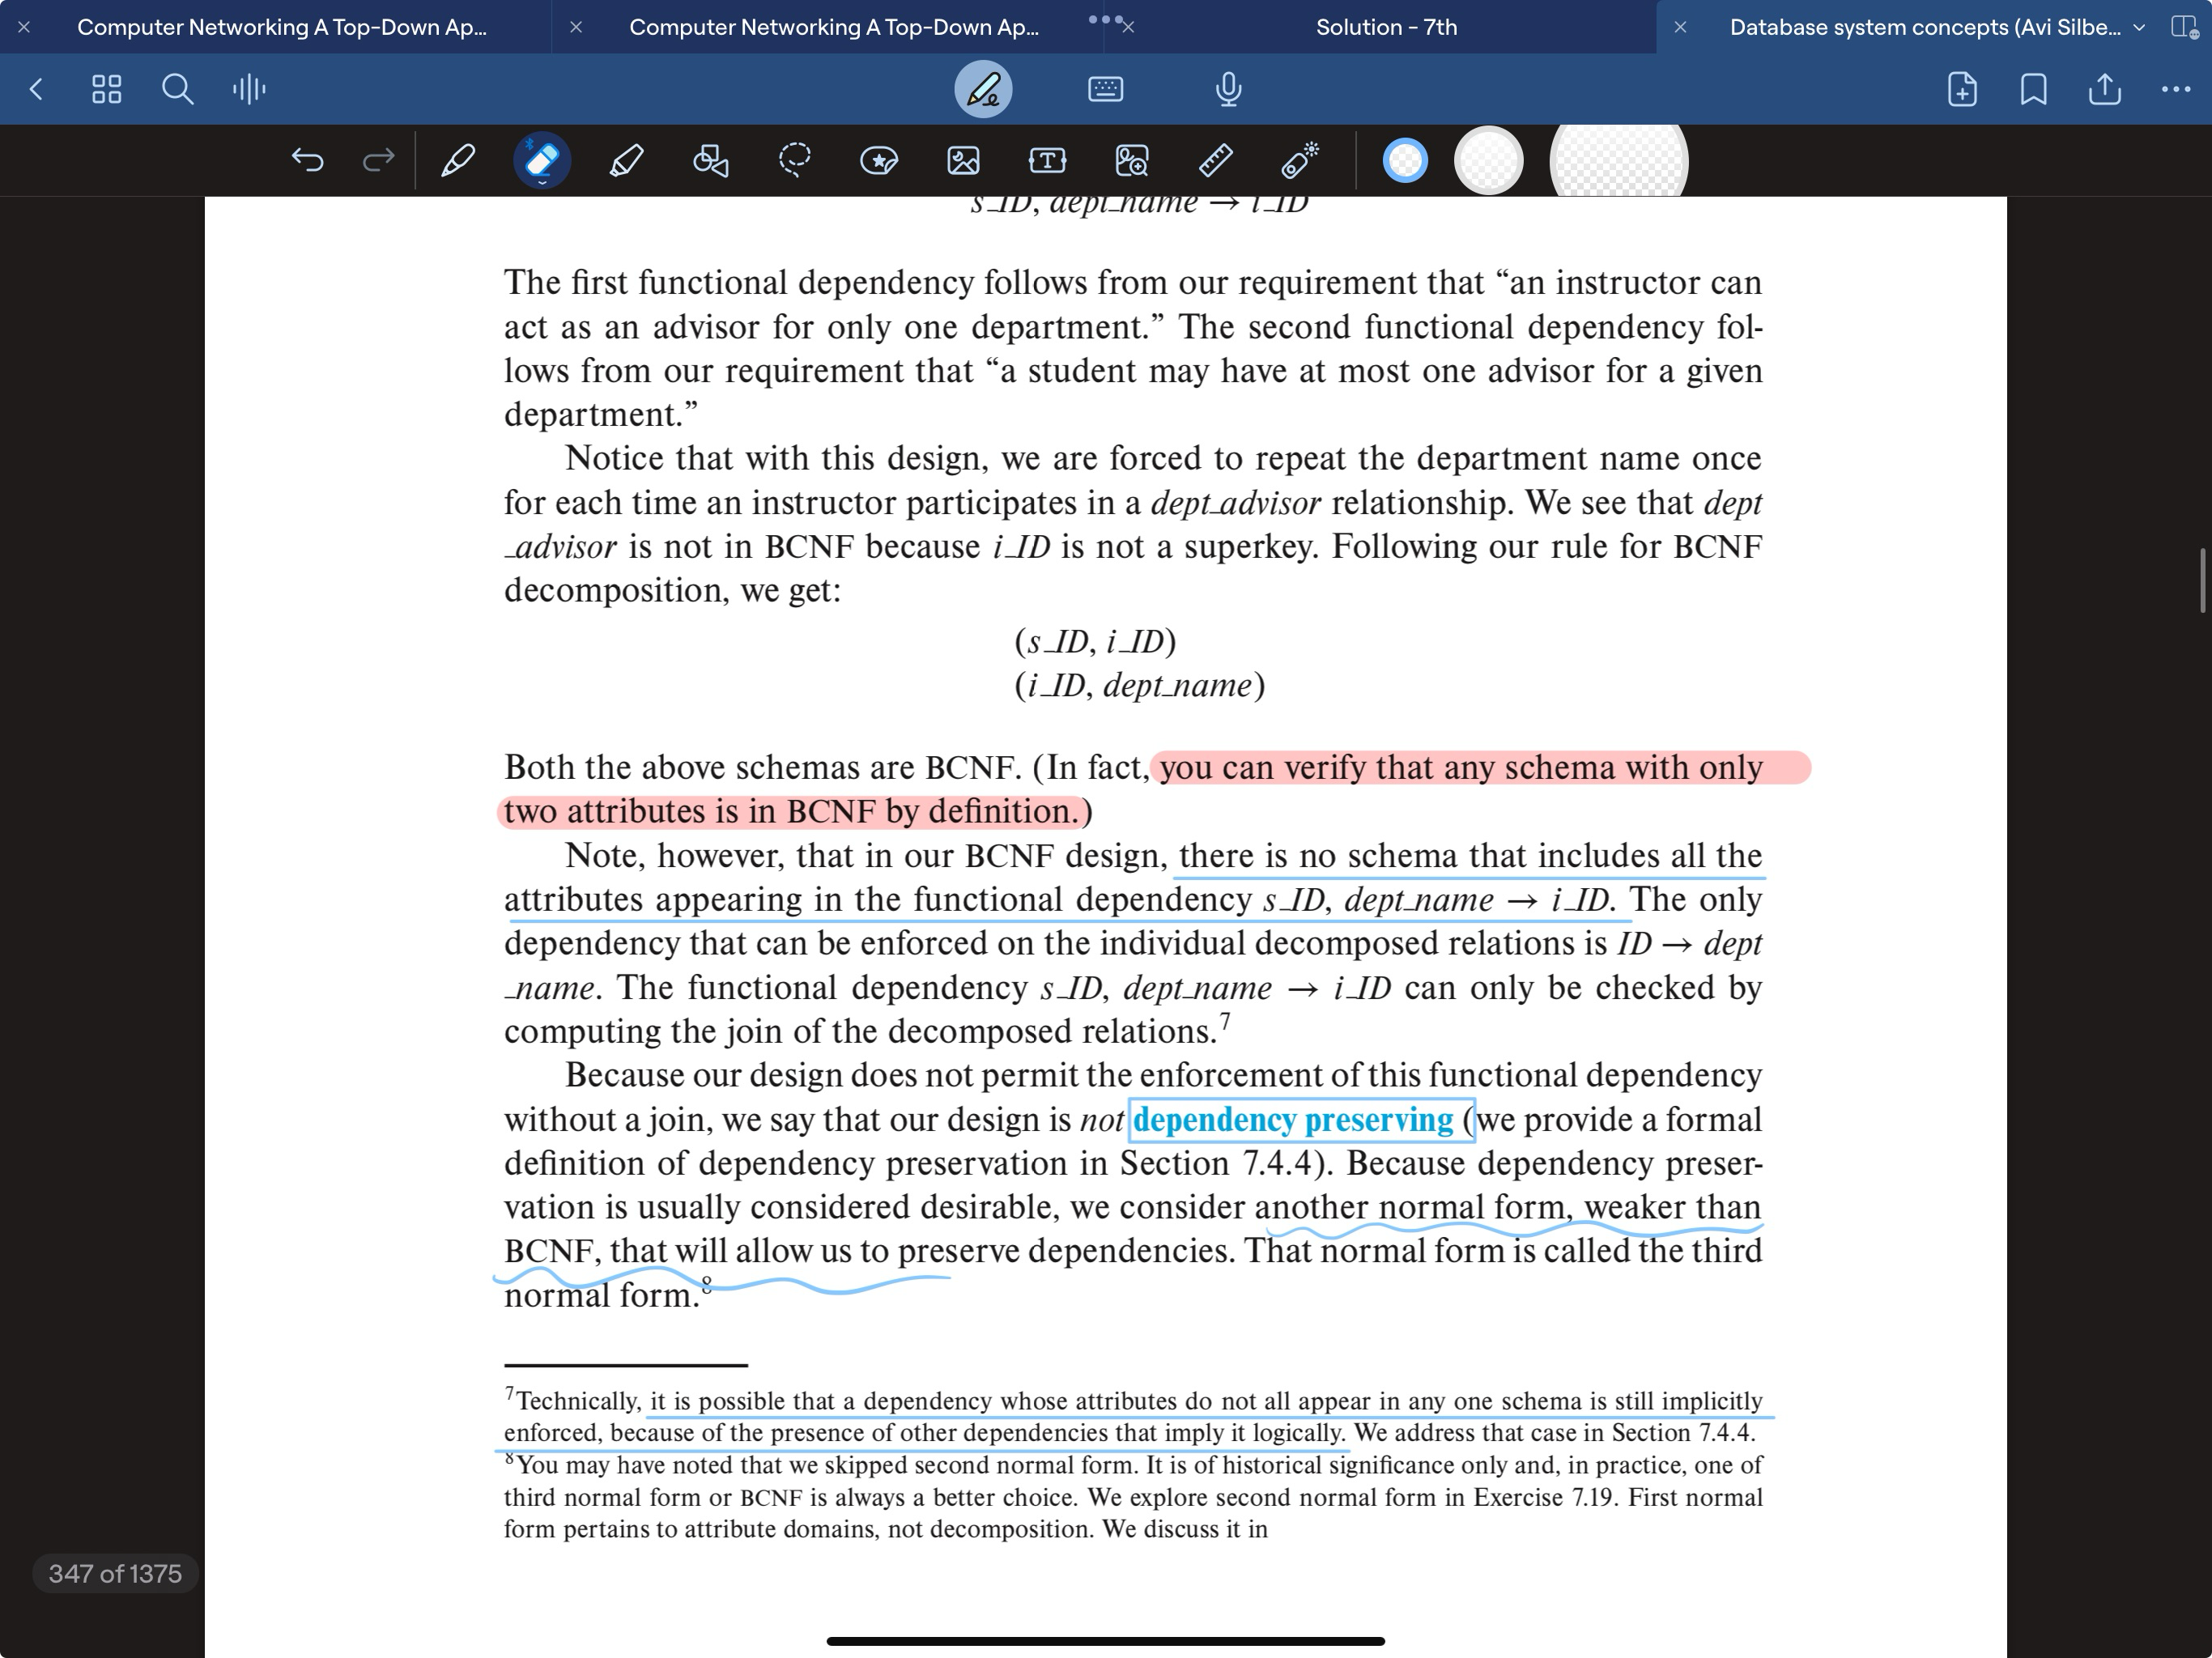 Computer Networking A Top-Down Ap...
Computer Networking A Top-Down Ap...
Solution - 7th
Database system concepts (Avi Silbe...
s_ID, dept_name → i_ID
The first functional dependency follows from our requirement that “an instructor can
act as an advisor for only one department.” The second functional dependency fol-
lows from our requirement that “a student may have at most one advisor for a given
department.”
Notice that with this design, we are forced to repeat the department name once
for each time an instructor participates in a dept_advisor relationship. We see that dept
_advisor is not in BCNF because i_ID is not a superkey. Following our rule for BCNF
decomposition, we get:
(s_ID, i_ID)
(i_ID, dept_name)
Both the above schemas are BCNF. (In fact, you can verify that any schema with only
two attributes is in BCNF by definition.)
Note, however, that in our BCNF design, there is no schema that includes all the
attributes appearing in the functional dependency s_ID, dept_name → i_ID. The only
dependency that can be enforced on the individual decomposed relations is ID → dept
_name. The functional dependency s_ID, dept_name → i_ID can only be checked by
computing the join of the decomposed relations.7
Because our design does not permit the enforcement of this functional dependency
without a join, we say that our design is not dependency preserving (we provide a formal
definition of dependency preservation in Section 7.4.4). Because dependency preser-
vation is usually considered desirable, we consider another normal form, weaker than
BCNF, that will allow us to preserve dependencies. That normal form is called the third
normal form.8
7Technically, it is possible that a dependency whose attributes do not all appear in any one schema is still implicitly
enforced, because of the presence of other dependencies that imply it logically. We address that case in Section 7.4.4.
8You may have noted that we skipped second normal form. It is of historical significance only and, in practice, one of
third normal form or BCNF is always a better choice. We explore second normal form in Exercise 7.19. First normal
form pertains to attribute domains, not decomposition. We discuss it in
347 of 1375